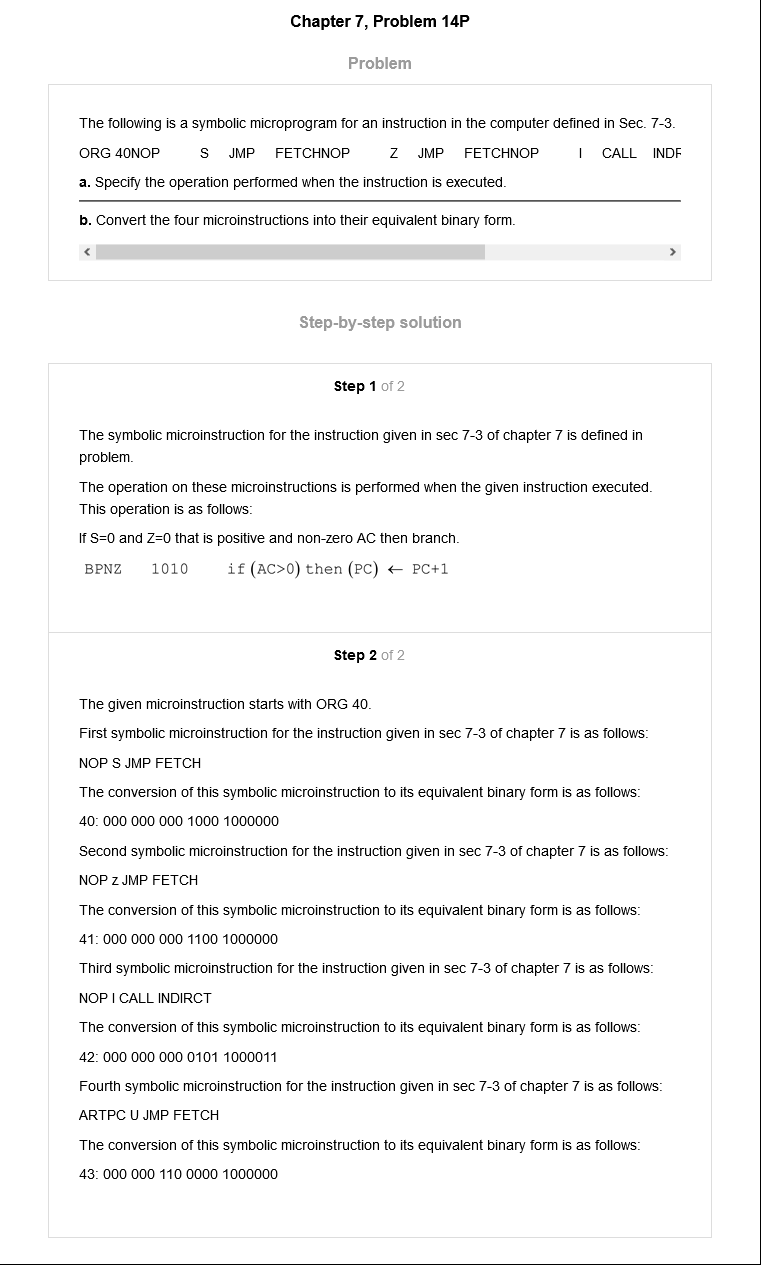 Chapter 7, Problem 14P
Problem
The following is a symbolic microprogram for an instruction in the computer defined in Sec. 7-3.
ORG 40NOP S JMP FETCHNOP Z JMP FETCHNOP I CALL INDF
a. Specify the operation performed when the instruction is executed.
b. Convert the four microinstructions into their equivalent binary form.
Step-by-step solution
Step 1 of 2
The symbolic microinstruction for the instruction given in sec 7-3 of chapter 7 is defined in
problem.
The operation on these microinstructions is performed when the given instruction executed.
This operation is as follows:
If S=0 and Z=0 that is positive and non-zero AC then branch.
BPNZ 1010 if (AC>0) then (PC) ← PC+1
Step 2 of 2
The given microinstruction starts with ORG 40.
First symbolic microinstruction for the instruction given in sec 7-3 of chapter 7 is as follows:
NOP S JMP FETCH
The conversion of this symbolic microinstruction to its equivalent binary form is as follows:
40: 000 000 000 1000 1000000
Second symbolic microinstruction for the instruction given in sec 7-3 of chapter 7 is as follows:
NOP z JMP FETCH
The conversion of this symbolic microinstruction to its equivalent binary form is as follows:
41: 000 000 000 1100 1000000
Third symbolic microinstruction for the instruction given in sec 7-3 of chapter 7 is as follows:
NOP I CALL INDIRCT
The conversion of this symbolic microinstruction to its equivalent binary form is as follows:
42: 000 000 000 0101 1000011
Fourth symbolic microinstruction for the instruction given in sec 7-3 of chapter 7 is as follows:
ARTPC U JMP FETCH
The conversion of this symbolic microinstruction to its equivalent binary form is as follows:
43: 000 000 110 0000 1000000